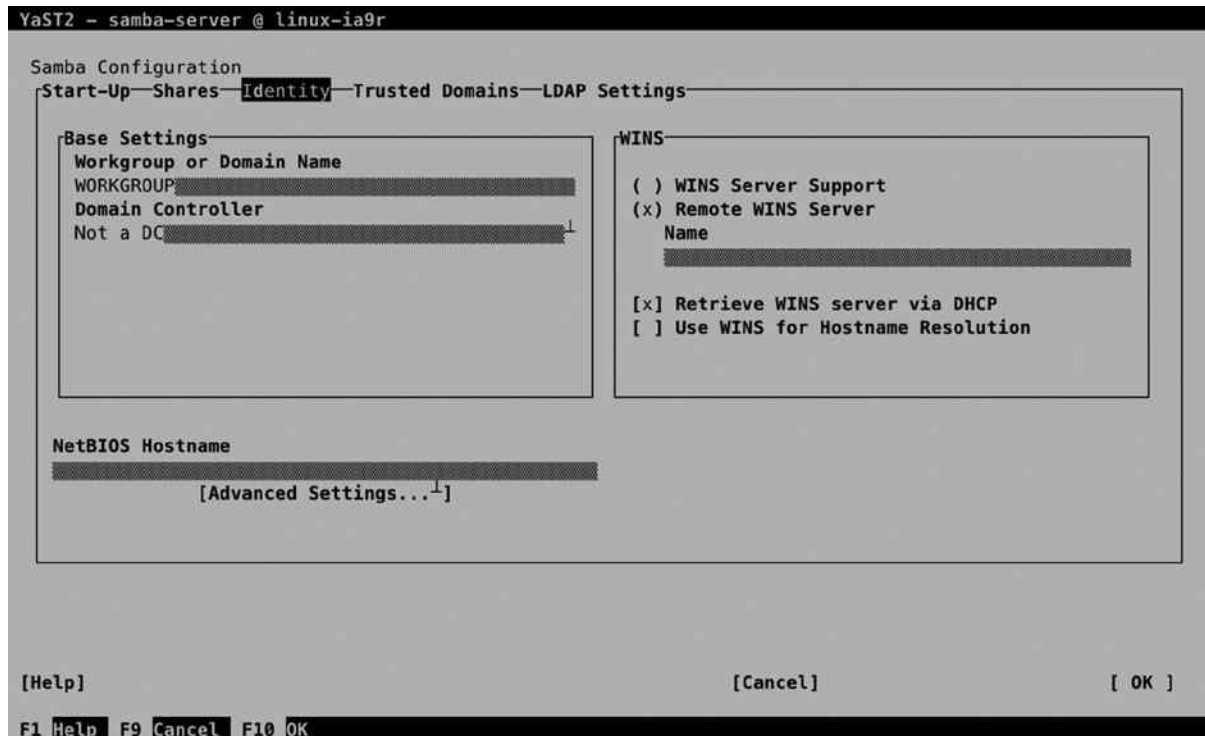 YaST2 - samba-server @ linux-ia9r
Samba Configuration
Start-Up Shares Identity Trusted Domains LDAP Settings
Base Settings
Workgroup or Domain Name
WORKGROUP
Domain Controller
Not a DC
WINS
( ) WINS Server Support
(x) Remote WINS Server
Name
[x] Retrieve WINS server via DHCP
[ ] Use WINS for Hostname Resolution
NetBIOS Hostname
[Advanced Settings...]
[Help] [Cancel] [ OK ]
F1 Help F9 Cancel F10 OK